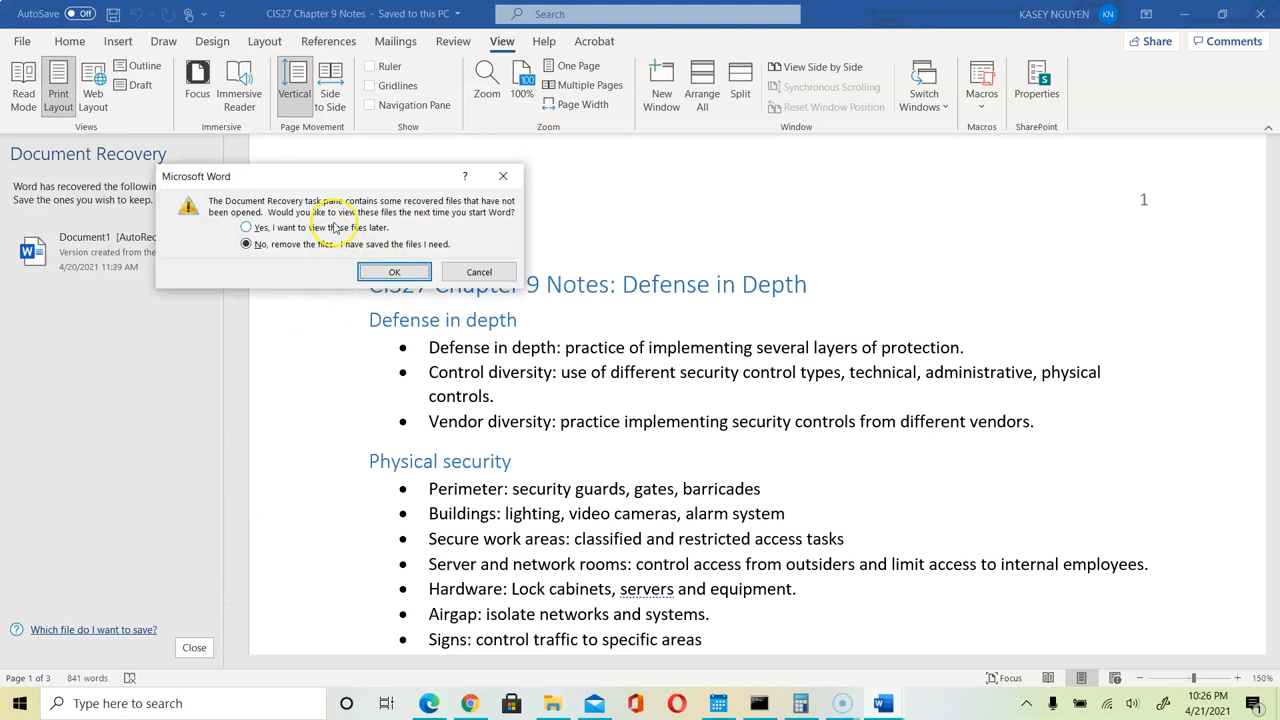 AutoSave Off CIS27 Chapter 9 Notes - Saved to this PC Search KASEY NGUYEN KN
File Home Insert Draw Design Layout References Mailings Review View Help Acrobat Share Comments
Read Mode Print Layout Web Layout Outline Draft Focus Immersive Reader Vertical Side to Side Ruler Gridlines Navigation Pane Zoom 100 100% One Page Multiple Pages Page Width New Window Arrange All Split View Side by Side Synchronous Scrolling Reset Window Position Switch Windows Macros Properties
Views Immersive Page Movement Show Zoom Window Macros SharePoint
Document Recovery
Word has recovered the following
Save the ones you wish to keep.
Document1 [AutoRec
Version created from the
4/20/2021 11:39 AM
Which file do I want to save?
Close
Microsoft Word ?
The Document Recovery task pane contains some recovered files that have not
been opened. Would you like to view these files the next time you start Word?
Yes, I want to view these files later.
No, remove the files. I have saved the files I need.
OK Cancel
1
CIS27 Chapter 9 Notes: Defense in Depth
Defense in depth
• Defense in depth: practice of implementing several layers of protection.
• Control diversity: use of different security control types, technical, administrative, physical
controls.
• Vendor diversity: practice implementing security controls from different vendors.
Physical security
• Perimeter: security guards, gates, barricades
• Buildings: lighting, video cameras, alarm system
• Secure work areas: classified and restricted access tasks
• Server and network rooms: control access from outsiders and limit access to internal employees.
• Hardware: Lock cabinets, servers and equipment.
• Airgap: isolate networks and systems.
• Signs: control traffic to specific areas
Page 1 of 3 841 words Focus 150%
Type here to search 10:26 PM
4/21/2021